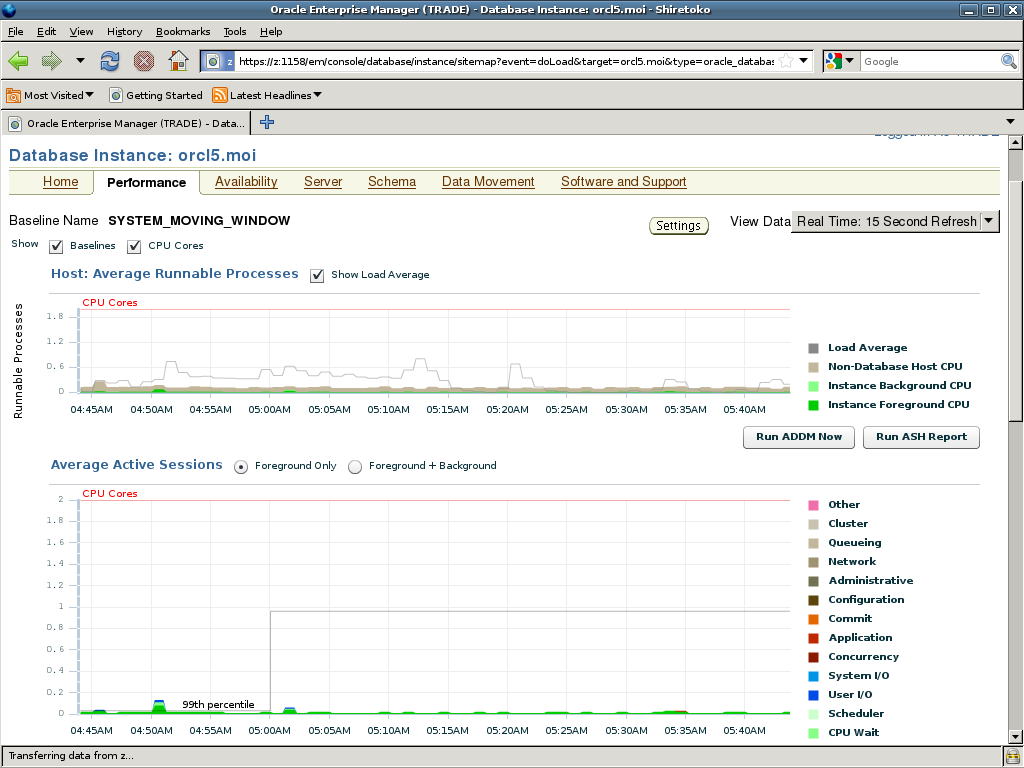 Oracle Enterprise Manager (TRADE) - Database Instance: orcl5.moi - Shiretoko
File Edit View History Bookmarks Tools Help
z https://z:1158/em/console/database/instance/sitemap?event=doLoad&target=orcl5.moi&type=oracle_databas Google
Most Visited Getting Started Latest Headlines
Oracle Enterprise Manager (TRADE) - Data...
Database Instance: orcl5.moi
Home Performance Availability Server Schema Data Movement Software and Support
Baseline Name SYSTEM_MOVING_WINDOW Settings View Data Real Time: 15 Second Refresh
Show Baselines CPU Cores
Host: Average Runnable Processes Show Load Average
Runnable Processes
CPU Cores
1.8
1.2
0.6
0
04:45AM 04:50AM 04:55AM 05:00AM 05:05AM 05:10AM 05:15AM 05:20AM 05:25AM 05:30AM 05:35AM 05:40AM
Load Average
Non-Database Host CPU
Instance Background CPU
Instance Foreground CPU
Run ADDM Now Run ASH Report
Average Active Sessions Foreground Only Foreground + Background
CPU Cores
2
1.8
1.6
1.4
1.2
1
0.8
0.6
0.4
0.2
0
99th percentile
04:45AM 04:50AM 04:55AM 05:00AM 05:05AM 05:10AM 05:15AM 05:20AM 05:25AM 05:30AM 05:35AM 05:40AM
Other
Cluster
Queueing
Network
Administrative
Configuration
Commit
Application
Concurrency
System I/O
User I/O
Scheduler
CPU Wait
Transferring data from z...